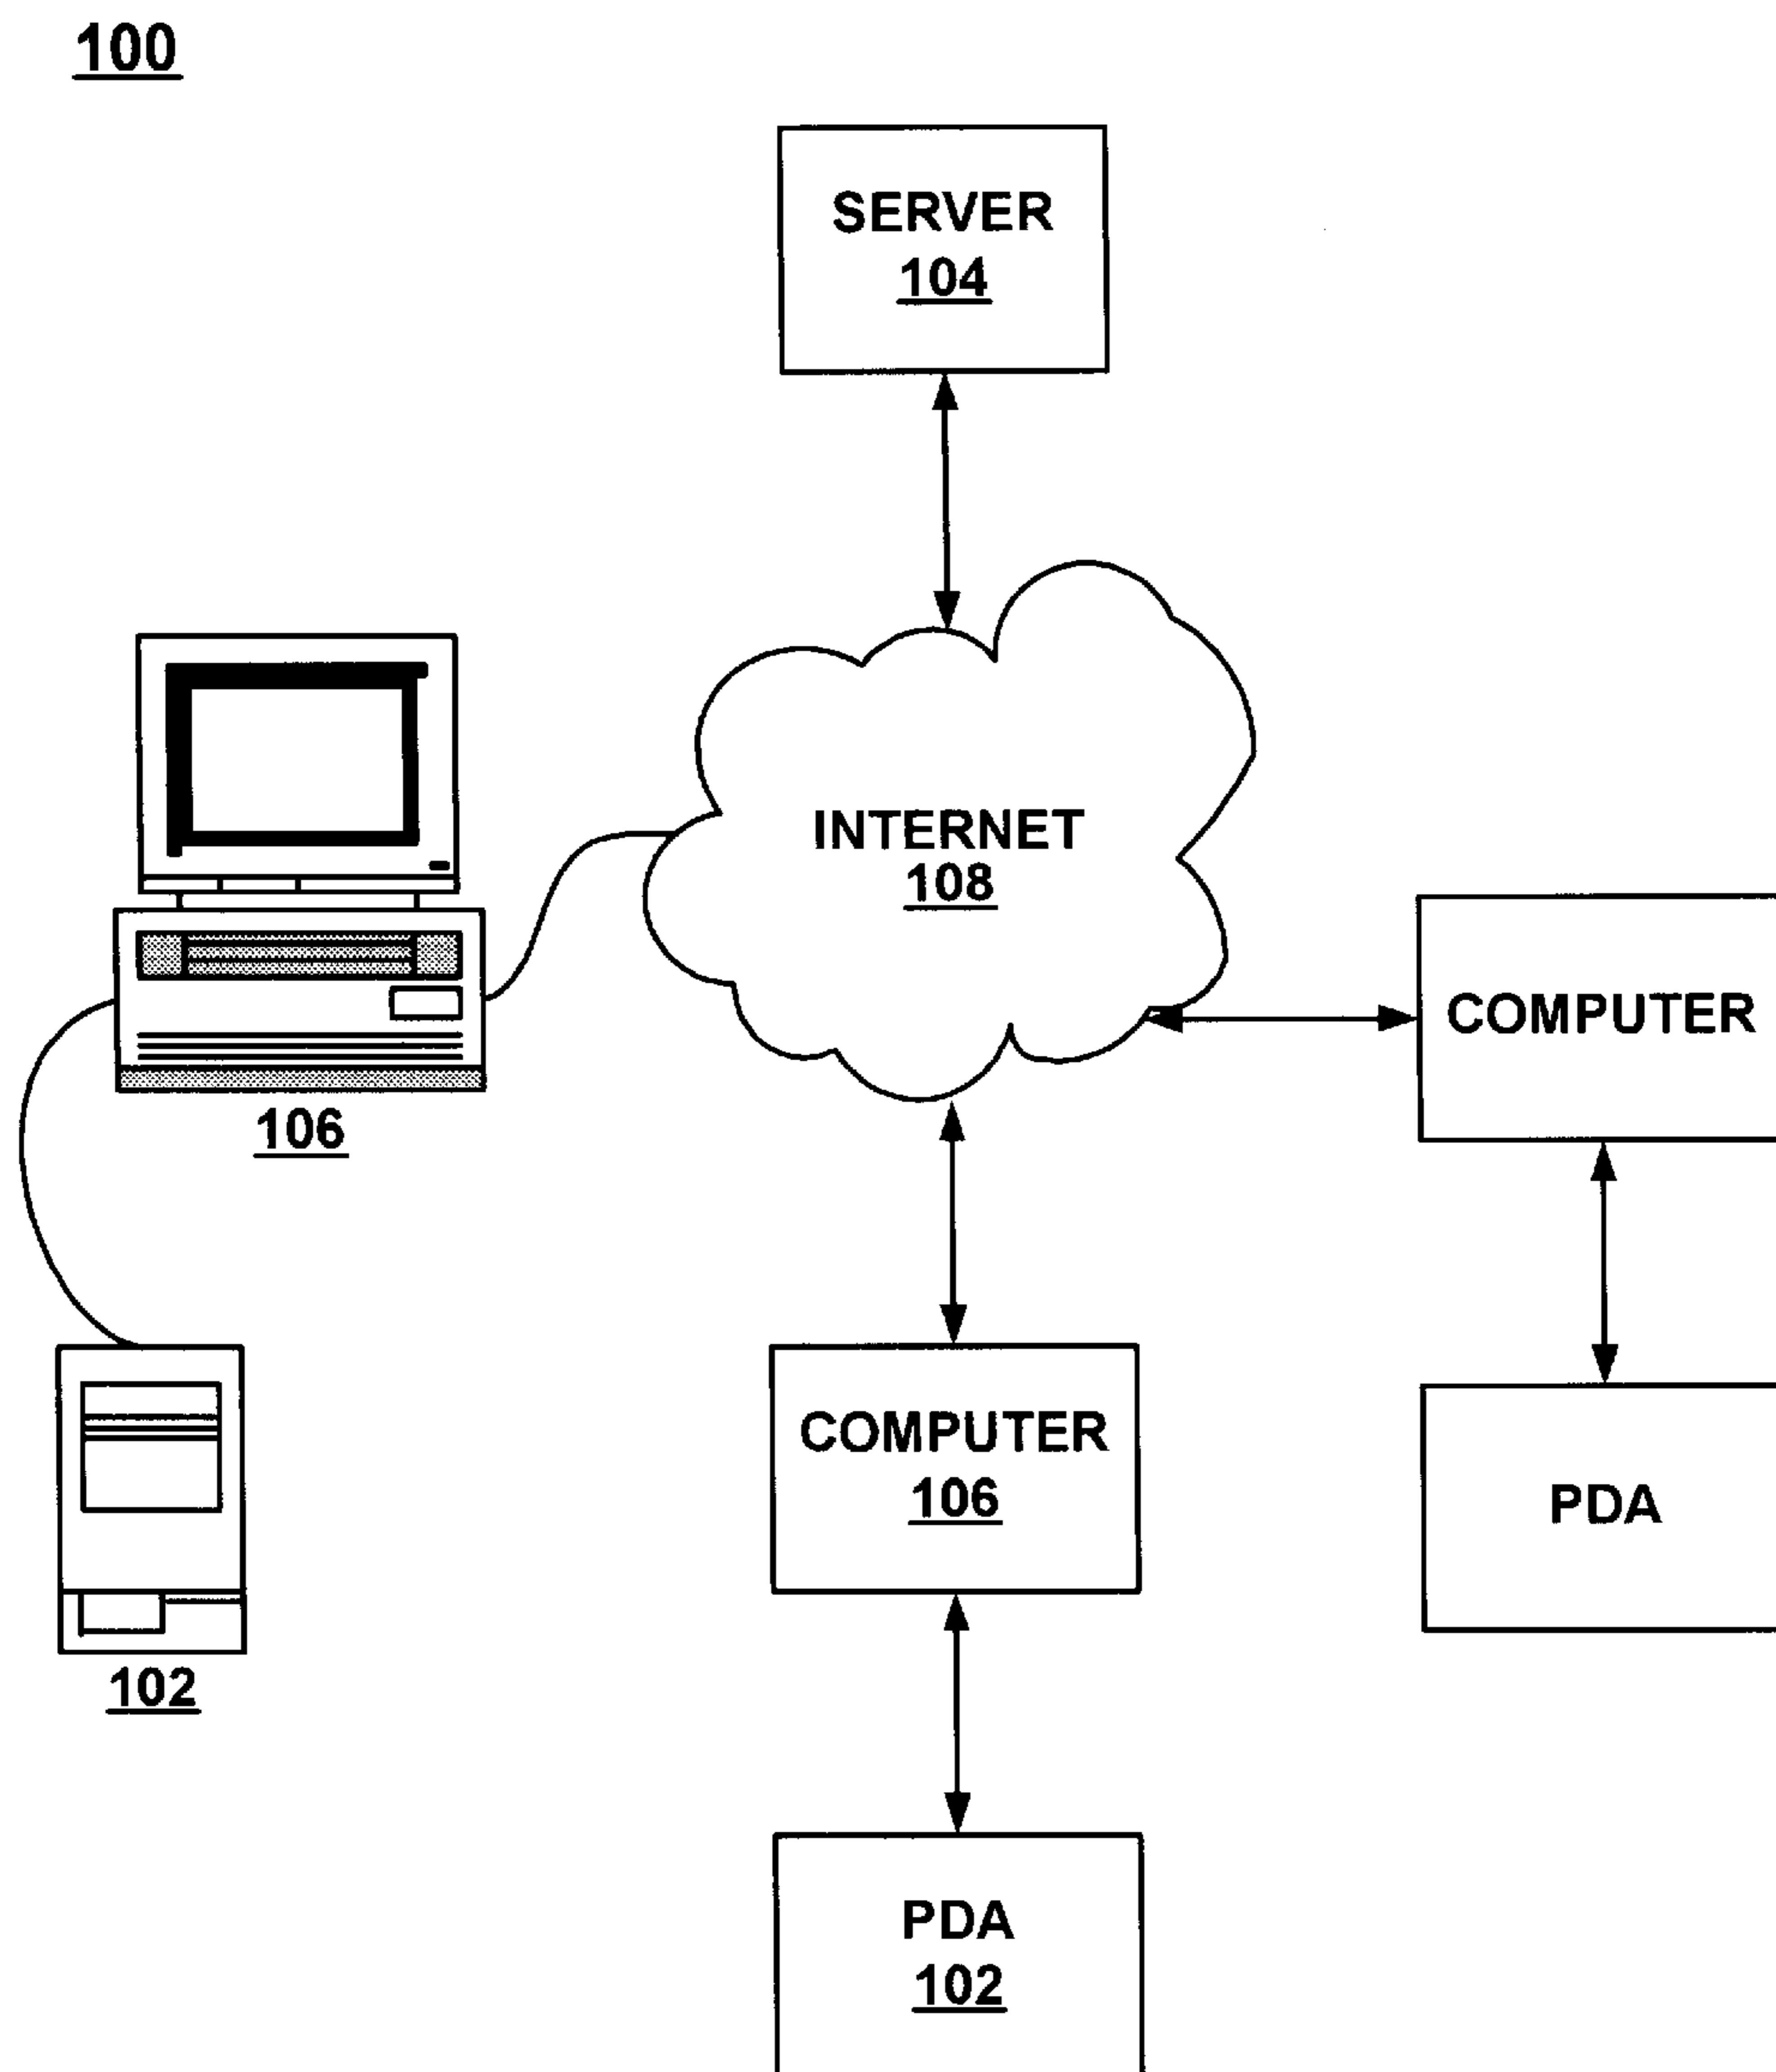 100
SERVER
104
INTERNET
108
COMPUTER
106
COMPUTER
106
PDA
102
PDA
102